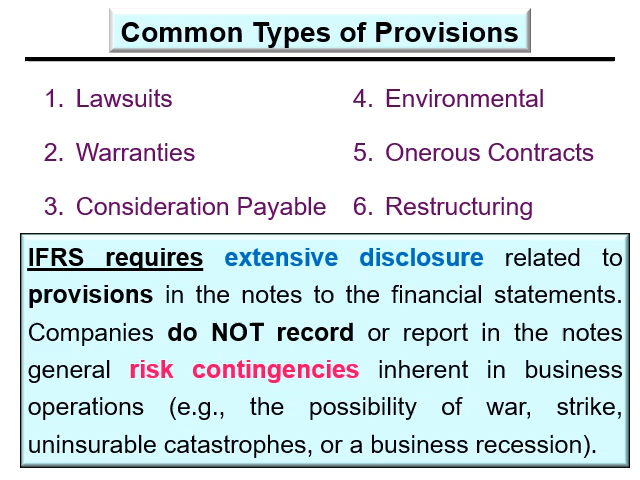 Common Types of Provisions
1. Lawsuits
2. Warranties
3. Consideration Payable
4. Environmental
5. Onerous Contracts
6. Restructuring
IFRS requires extensive disclosure related to
provisions in the notes to the financial statements.
Companies do NOT record or report in the notes
general risk contingencies inherent in business
operations (e.g., the possibility of war, strike,
uninsurable catastrophes, or a business recession).